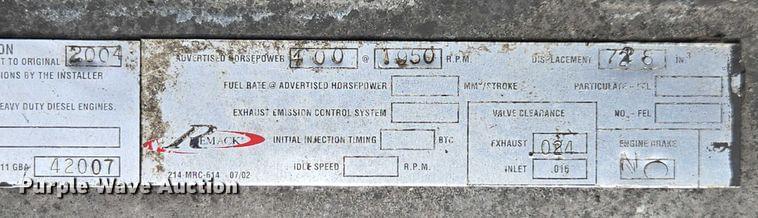 ON
T TO ORIGINAL 2004
IONS BY THE INSTALLER
EAVY DUTY DIESEL ENGINES.
11 GBA 42007
ADVERTISED HORSEPOWER 400 @ 1950 R.P.M.
DISPLACEMENT 728 IN³
FUEL RATE @ ADVERTISED HORSEPOWER MM³/STROKE
EXHAUST EMISSION CONTROL SYSTEM
REMACK
INITIAL INJECTION TIMING BTC
IDLE SPEED R.P.M.
214-MRC-614 07/02
VALVE CLEARANCE
EXHAUST .024
INLET .016
PARTICULATE - FEL
NOx - FEL
ENGINE BRAKE
NO
Purple Wave Auction